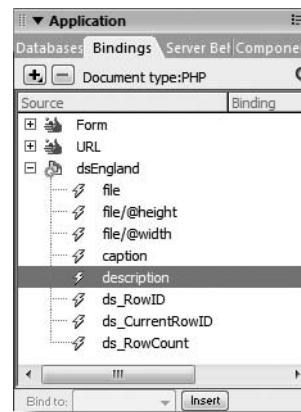 Application
Databases Bindings Server Bel Compone
Document type:PHP
Source Binding
Form
URL
dsEngland
file
file/@height
file/@width
caption
description
ds_RowID
ds_CurrentRowID
ds_RowCount
Bind to: Insert